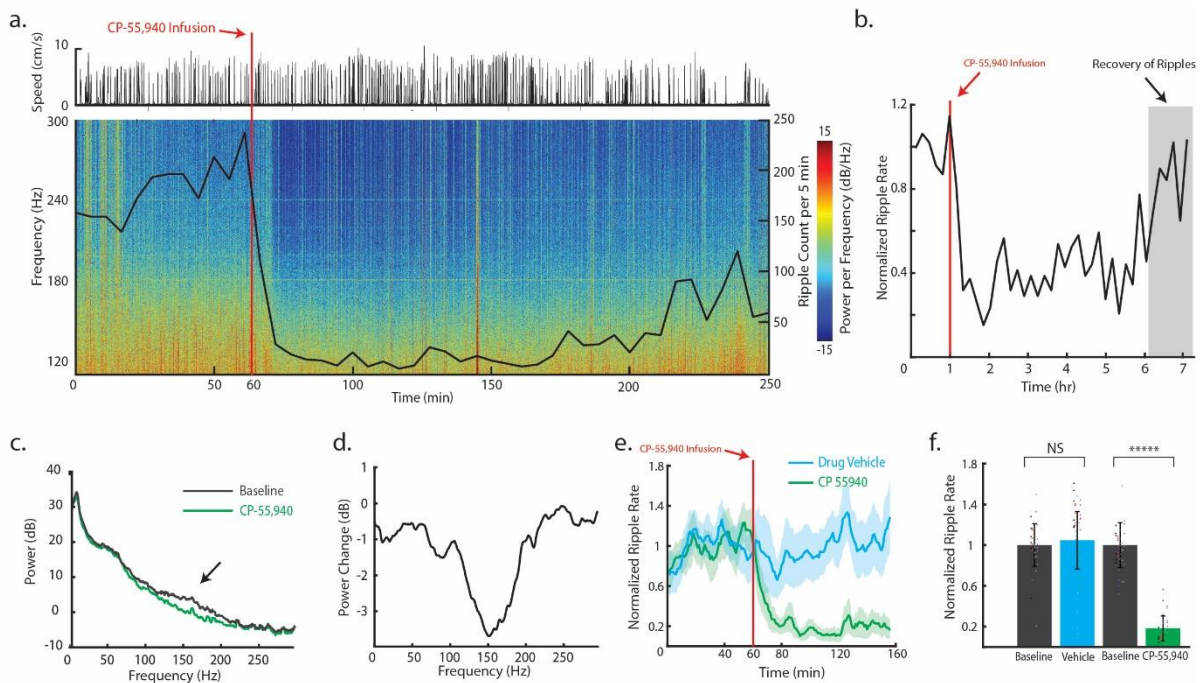 a.
CP-55,940 Infusion
Speed (cm/s)
10
0
Frequency (Hz)
300
240
180
120
0
50
60
100
150
200
250
Time (min)
250
200
150
100
50
Ripple Count per 5 min
15
-15
Power per Frequency (dB/Hz)
b.
CP-55,940 Infusion
Recovery of Ripples
Normalized Ripple Rate
1.2
0.8
0.4
0
0
1
2
3
4
5
6
7
Time (hr)
c.
Baseline
CP-55,940
Power (dB)
40
30
20
10
0
-10
0
100
200
Frequency (Hz)
d.
Power Change (dB)
1
0
-1
-2
-3
-4
0
50
100
150
200
250
Frequency (Hz)
e.
CP-55,940 Infusion
Drug Vehicle
CP 55940
Normalized Ripple Rate
1.8
1.4
1
0.6
0.2
0
40
60
80
120
160
Time (min)
f.
NS
*****
Normalized Ripple Rate
1.8
1.4
1
0.6
0.2
Baseline
Vehicle
Baseline
CP-55,940